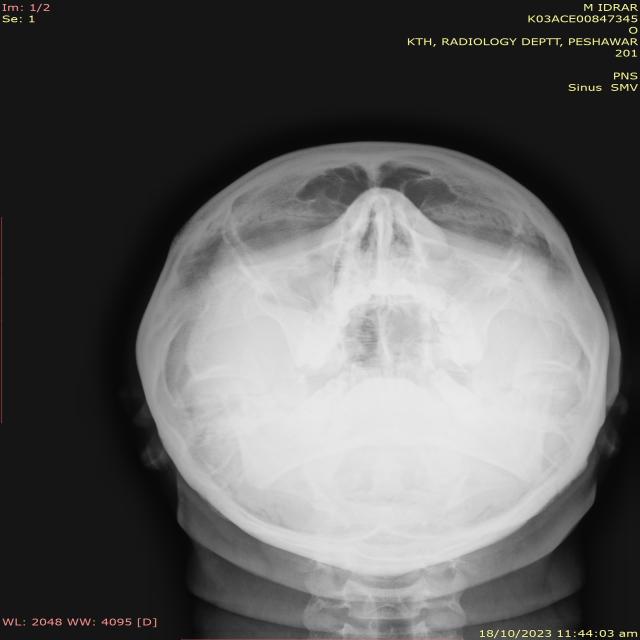 Im: 1/2
Se: 1
M IDRAR
K03ACE00847345
O
KTH, RADIOLOGY DEPTT, PESHAWAR
201
PNS
Sinus SMV
WL: 2048 WW: 4095 [D]
18/10/2023 11:44:03 am